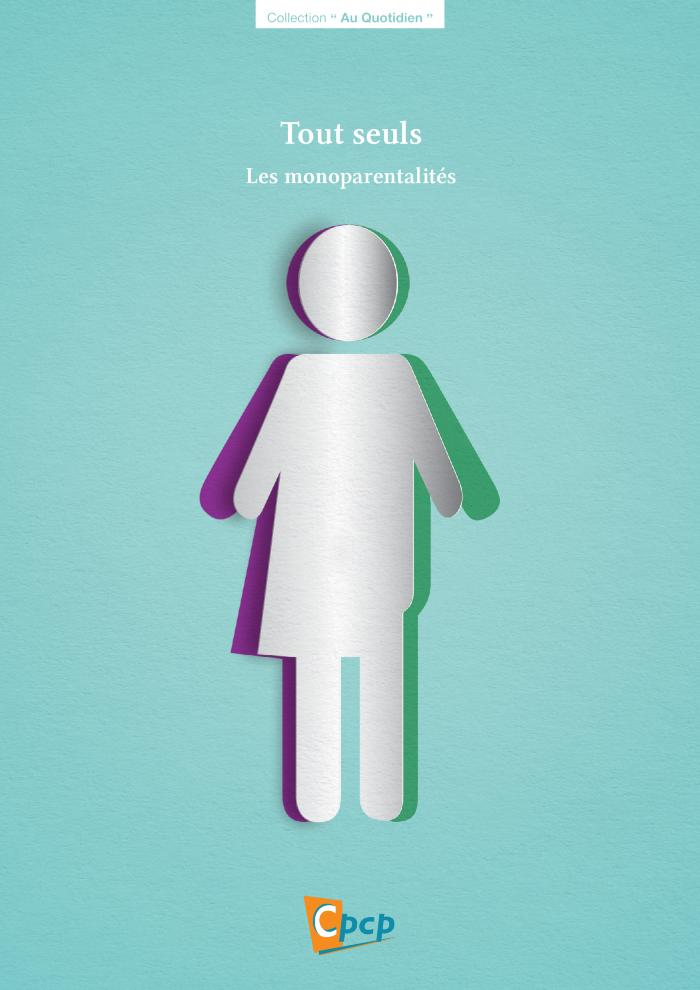 Collection “ Au Quotidien ”
Tout seuls
Les monoparentalités
Cpcp